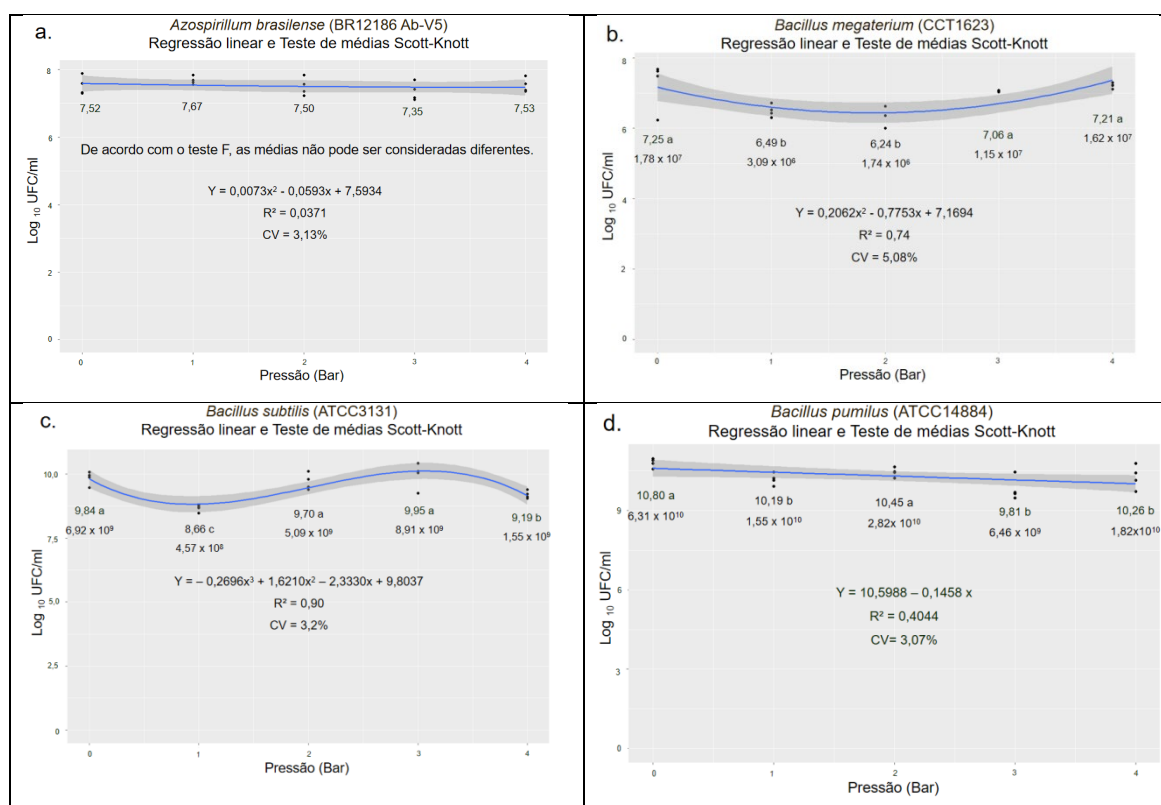 a.
Azospirillum brasilense (BR12186 Ab-V5)
Regressão linear e Teste de médias Scott-Knott
Log ₁₀ UFC/ml
8
6
4
2
0
7,52 7,67 7,50 7,35 7,53
De acordo com o teste F, as médias não pode ser consideradas diferentes.
Y = 0,0073x² - 0,0593x + 7,5934
R² = 0,0371
CV = 3,13%
0 1 2 3 4
Pressão (Bar)
b.
Bacillus megaterium (CCT1623)
Regressão linear e Teste de médias Scott-Knott
Log ₁₀ UFC/ml
8
6
4
2
0
7,25 a 6,49 b 6,24 b 7,06 a 7,21 a
1,78 x 10⁷ 3,09 x 10⁶ 1,74 x 10⁶ 1,15 x 10⁷ 1,62 x 10⁷
Y = 0,2062x² - 0,7753x + 7,1694
R² = 0,74
CV = 5,08%
0 1 2 3 4
Pressão (Bar)
c.
Bacillus subtilis (ATCC3131)
Regressão linear e Teste de médias Scott-Knott
Log ₁₀ UFC/ml
10,0
7,5
5,0
2,5
0
9,84 a 8,66 c 9,70 a 9,95 a 9,19 b
6,92 x 10⁹ 4,57 x 10⁸ 5,09 x 10⁹ 8,91 x 10⁹ 1,55 x 10⁹
Y = – 0,2696x³ + 1,6210x² – 2,3330x + 9,8037
R² = 0,90
CV = 3,2%
0 1 2 3 4
Pressão (Bar)
d.
Bacillus pumilus (ATCC14884)
Regressão linear e Teste de médias Scott-Knott
Log ₁₀ UFC/ml
9
6
3
0
10,80 a 10,19 b 10,45 a 9,81 b 10,26 b
6,31 x 10¹⁰ 1,55 x 10¹⁰ 2,82x 10¹⁰ 6,46 x 10⁹ 1,82x10¹⁰
Y = 10,5988 – 0,1458 x
R² = 0,4044
CV= 3,07%
0 1 2 3 4
Pressão (Bar)